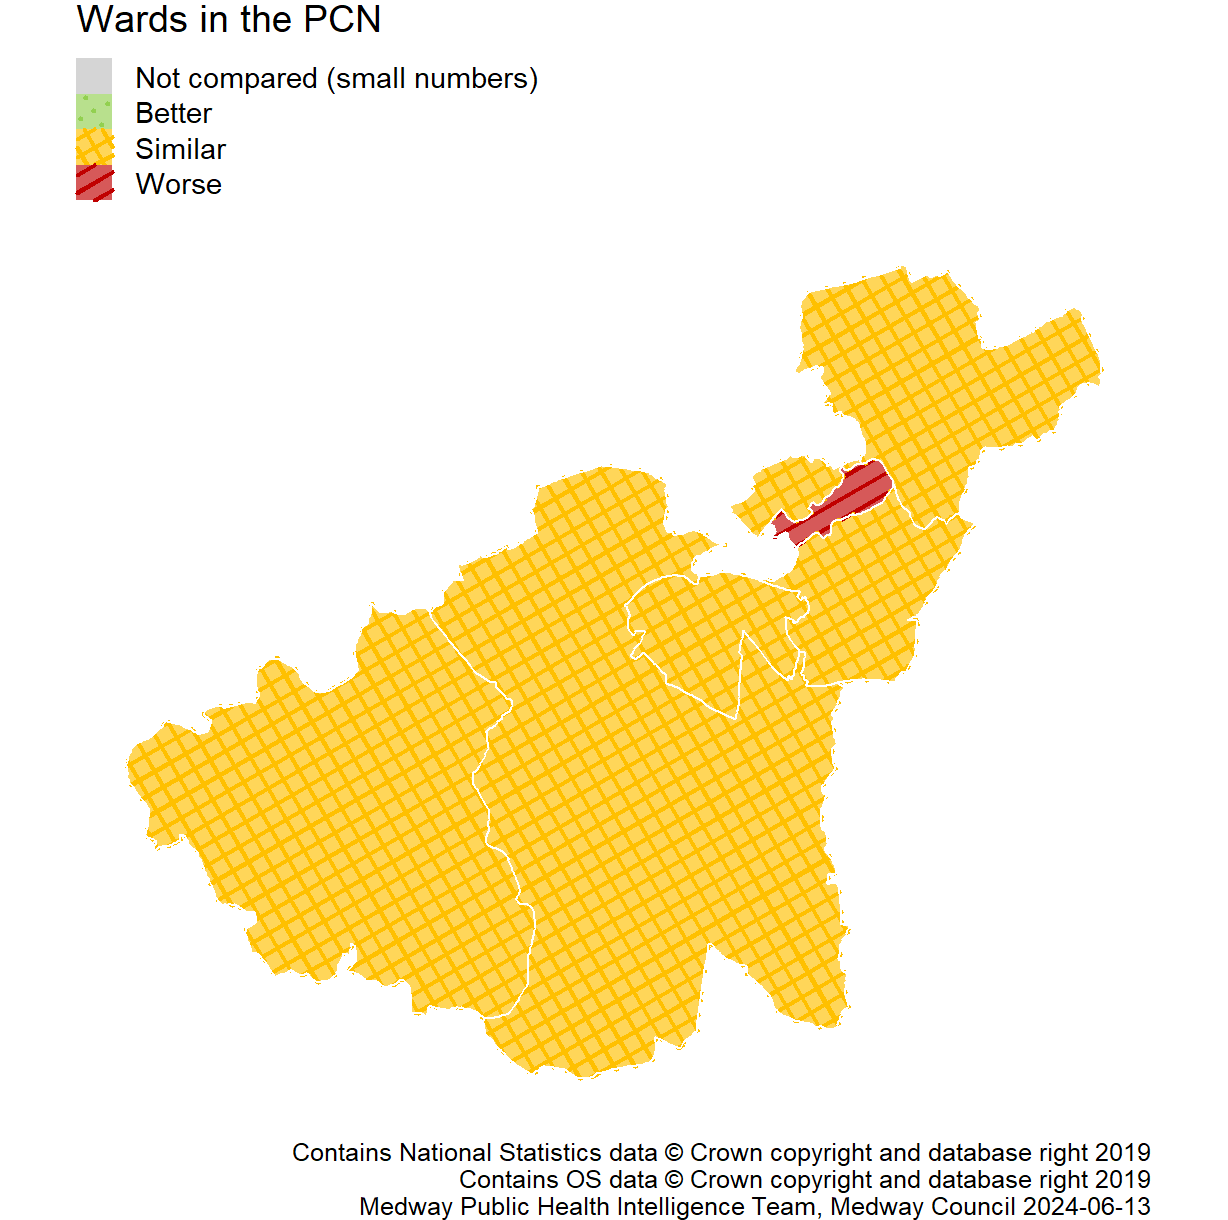 Wards in the PCN
Not compared (small numbers)
Better
Similar
Worse
Contains National Statistics data © Crown copyright and database right 2019
Contains OS data © Crown copyright and database right 2019
Medway Public Health Intelligence Team, Medway Council 2024-06-13